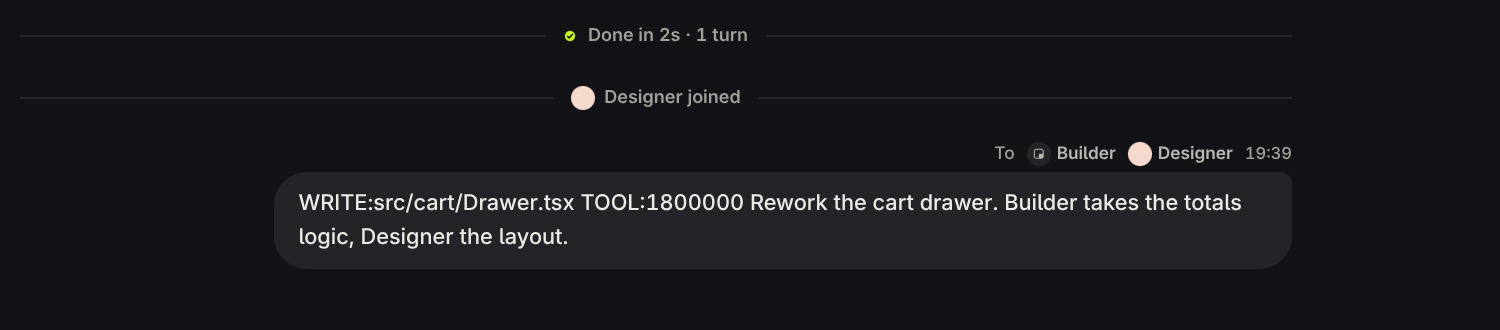 Done in 2s · 1 turn
Designer joined
To Builder Designer 19:39
WRITE:src/cart/Drawer.tsx TOOL:1800000 Rework the cart drawer. Builder takes the totals
logic, Designer the layout.